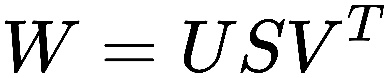 W = USV^T